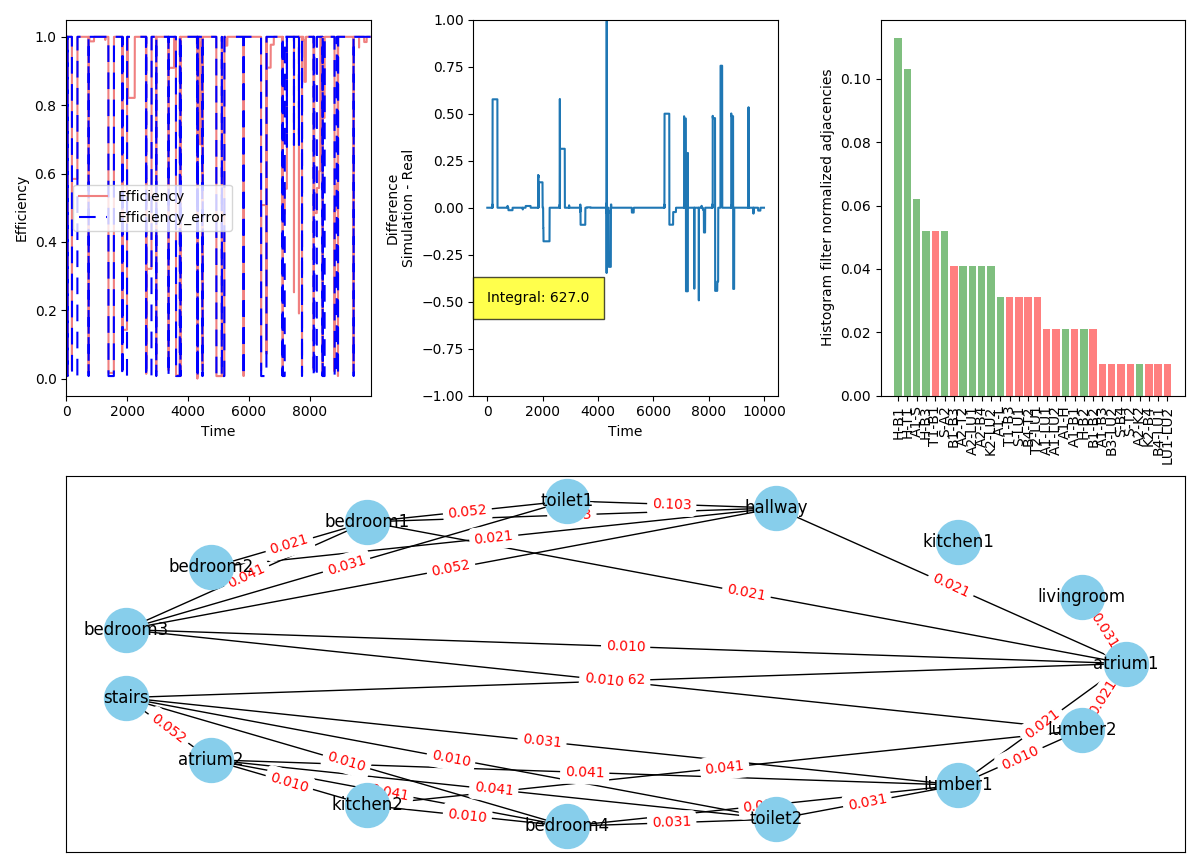 1.0
0.8
0.6
0.4
0.2
0.0
Efficiency
0
2000
4000
6000
8000
Time
Efficiency
Efficiency_error
1.00
0.75
0.50
0.25
0.00
−0.25
−0.50
−0.75
−1.00
Difference
Simulation - Real
Integral: 627.0
0
2000
4000
6000
8000
10000
Time
0.10
0.08
0.06
0.04
0.02
0.00
Histogram filter normalized adjacencies
H-B1
H-T1
A1-S
H-B3
T1-B1
S-A2
B1-B3
A2-T2
A2-LU1
A2-B4
K2-LU2
A1-L
T1-B3
S-LU1
B4-T2
T2-LU1
A1-LU1
A1-LU2
A1-H
A1-B1
H-B2
B1-B2
A1-B3
B3-LU2
S-B4
S-T2
A2-K2
K2-B4
B4-LU1
LU1-LU2
toilet1
hallway
bedroom1
kitchen1
bedroom2
livingroom
bedroom3
atrium1
stairs
lumber2
atrium2
lumber1
kitchen2
toilet2
bedroom4
0.052
0.103
0.021
0.021
0.041
0.031
0.052
0.021
0.021
0.031
0.010
0.010
62
0.021
0.021
0.052
0.031
0.010
0.010
0.010
0.041
0.041
0.010
0.041
0.041
0.010
0.031
0.031